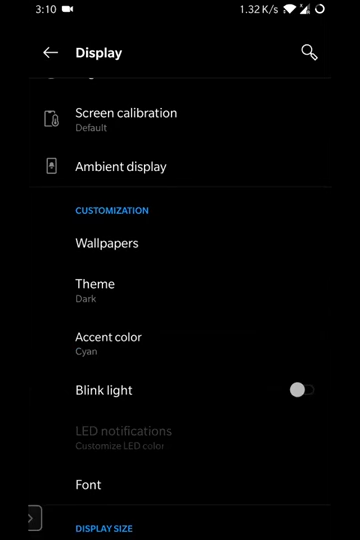 3:10 1.32 K/s
Display
Screen calibration
Default
Ambient display
CUSTOMIZATION
Wallpapers
Theme
Dark
Accent color
Cyan
Blink light
LED notifications
Customize LED color
Font
DISPLAY SIZE